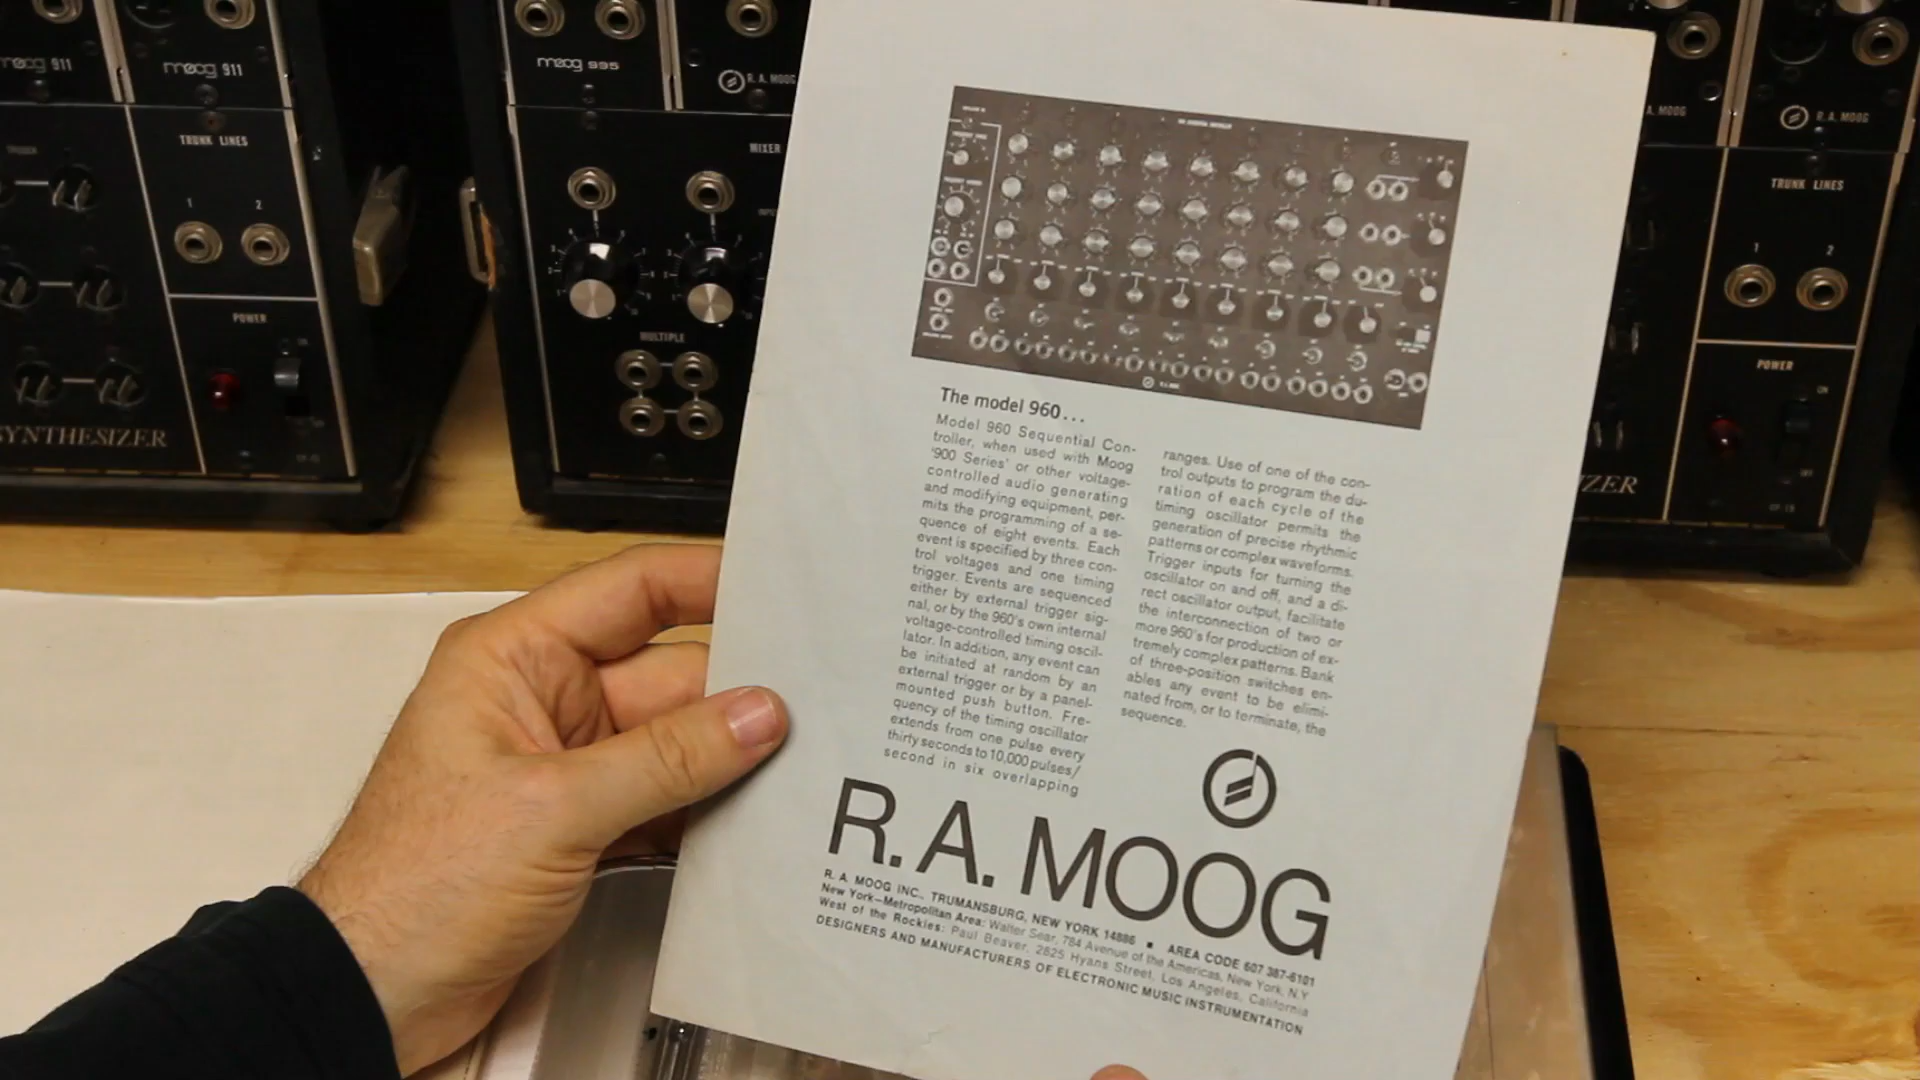 moog 911
moog 911
TRUNK LINES
1 2
POWER
SYNTHESIZER
moog 995
R. A. MOOG
MIXER
MULTIPLE
The model 960...
Model 960 Sequential Con-
troller, when used with Moog
'900 Series' or other voltage-
controlled audio generating
and modifying equipment, per-
mits the programming of a se-
quence of eight events. Each
event is specified by three con-
trol voltages and one timing
trigger. Events are sequenced
either by external trigger sig-
nal, or by the 960's own internal
voltage-controlled timing oscil-
lator. In addition, any event can
be initiated at random by an
external trigger or by a panel-
mounted push button. Fre-
quency of the timing oscillator
extends from one pulse every
thirty seconds to 10,000 pulses/
second in six overlapping
ranges. Use of one of the con-
trol outputs to program the du-
ration of each cycle of the
timing oscillator permits the
generation of precise rhythmic
patterns or complex waveforms.
Trigger inputs for turning the
oscillator on and off, and a di-
rect oscillator output, facilitate
the interconnection of two or
more 960's for production of ex-
tremely complex patterns. Bank
of three-position switches en-
ables any event to be elimi-
nated from, or to terminate, the
sequence.
R. A. MOOG
R. A. MOOG INC., TRUMANSBURG, NEW YORK 14886 ▪ AREA CODE 607 387-6101
New York—Metropolitan Area: Walter Sear, 784 Avenue of the Americas, New York, N.Y
West of the Rockies: Paul Beaver, 2825 Hyans Street, Los Angeles, California
DESIGNERS AND MANUFACTURERS OF ELECTRONIC MUSIC INSTRUMENTATION
A. MOOG
R. A. MOOG
TRUNK LINES
1 2
POWER
ON
IZER